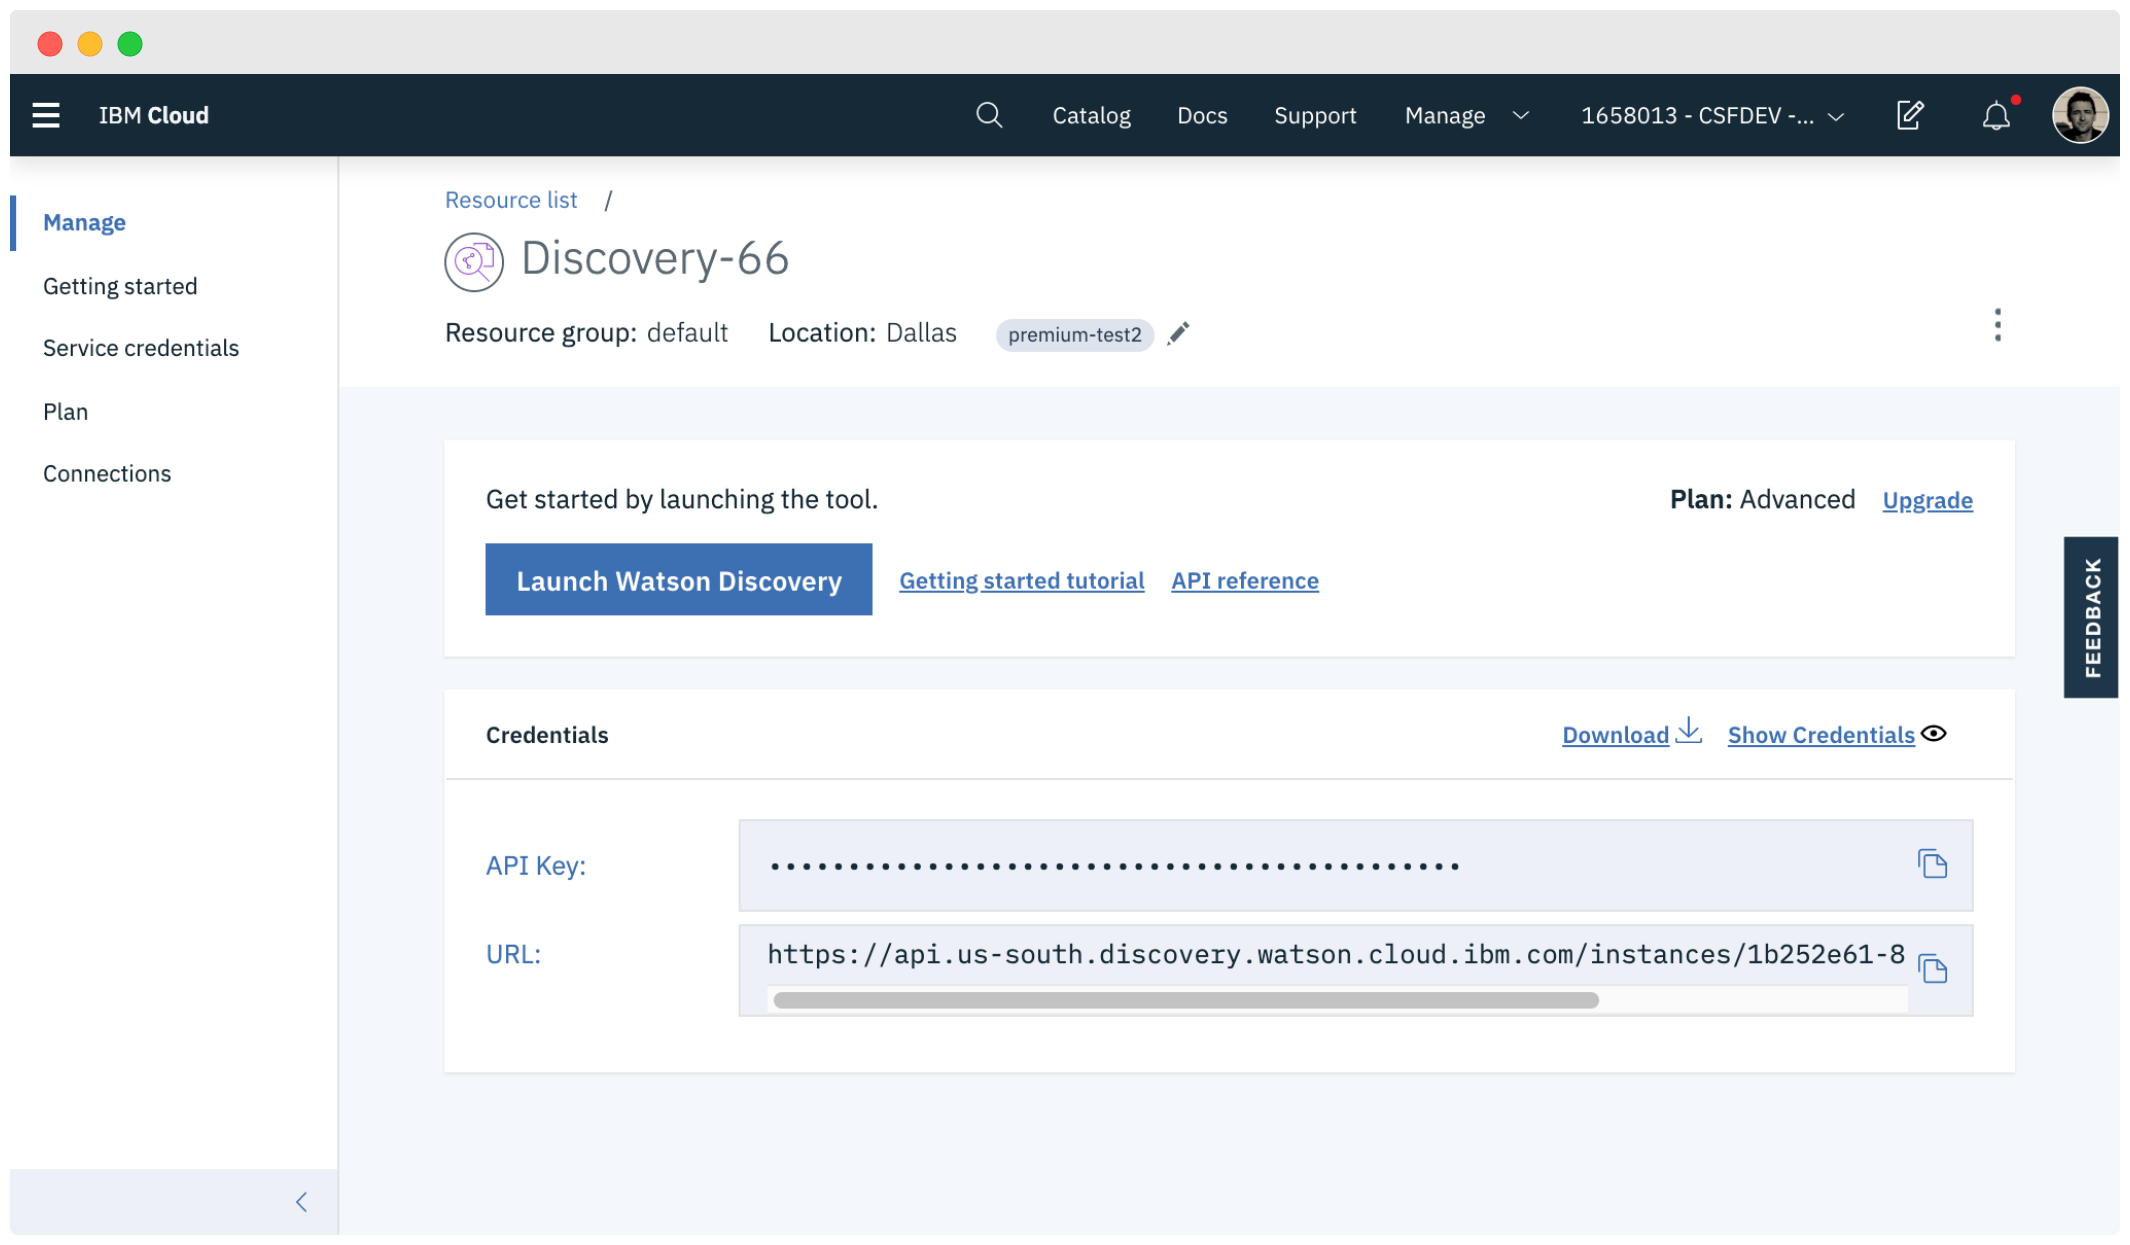 IBM Cloud
Catalog
Docs
Support
Manage
1658013 - CSFDEV -...
Manage
Getting started
Service credentials
Plan
Connections
Resource list /
Discovery-66
Resource group: default
Location: Dallas
premium-test2
Get started by launching the tool.
Plan: Advanced
Upgrade
Launch Watson Discovery
Getting started tutorial
API reference
FEEDBACK
Credentials
Download
Show Credentials
API Key:
••••••••••••••••••••••••••••••••••••••••••••
URL:
https://api.us-south.discovery.watson.cloud.ibm.com/instances/1b252e61-8